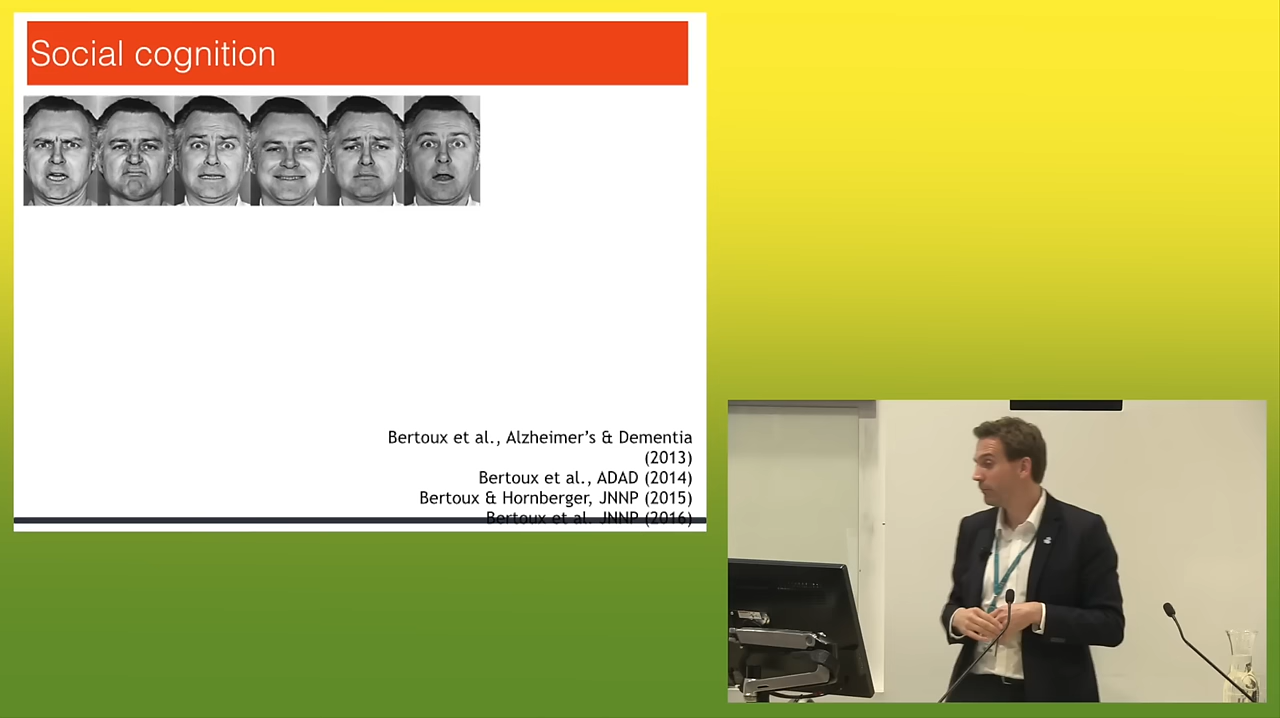 Social cognition
Bertoux et al., Alzheimer’s & Dementia
(2013)
Bertoux et al., ADAD (2014)
Bertoux & Hornberger, JNNP (2015)
Bertoux et al. JNNP (2016)